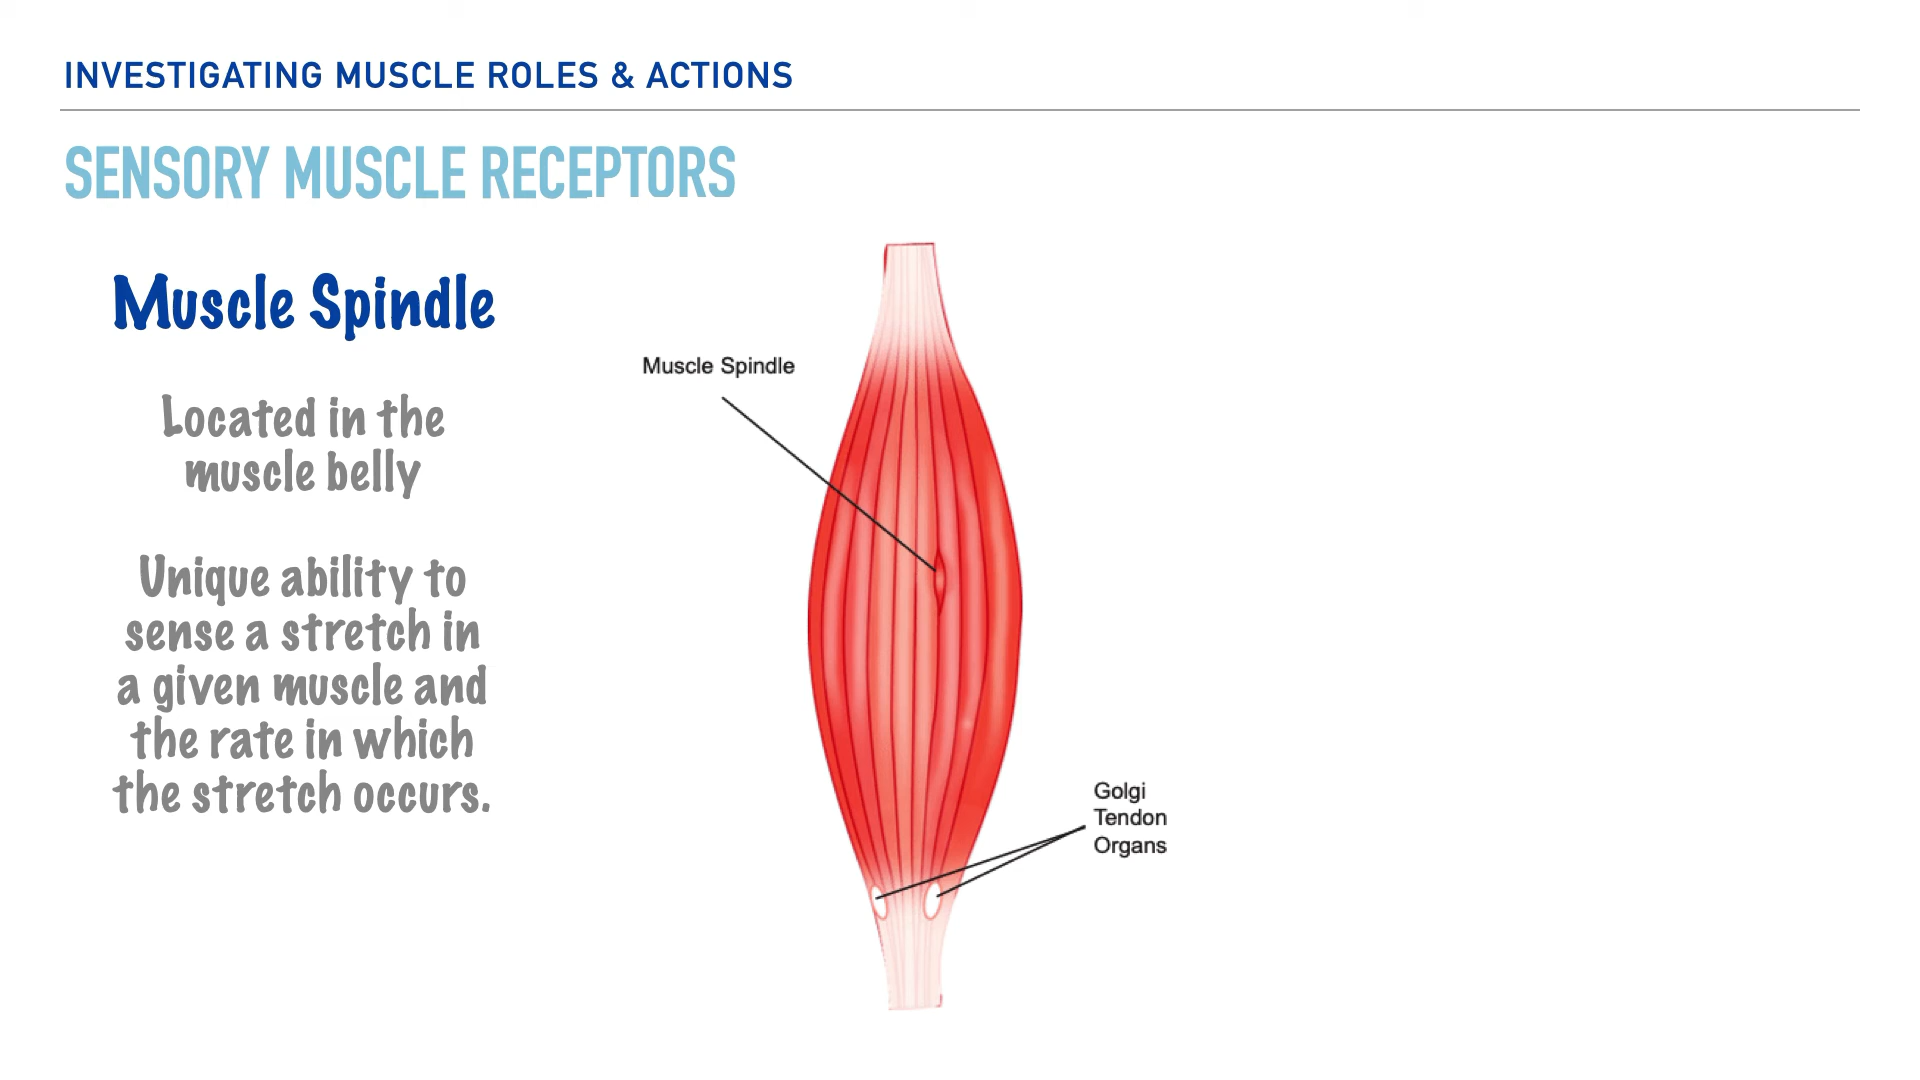 INVESTIGATING MUSCLE ROLES & ACTIONS
SENSORY MUSCLE RECEPTORS
Muscle Spindle
Located in the
muscle belly
Unique ability to
sense a stretch in
a given muscle and
the rate in which
the stretch occurs.
Muscle Spindle
Golgi
Tendon
Organs